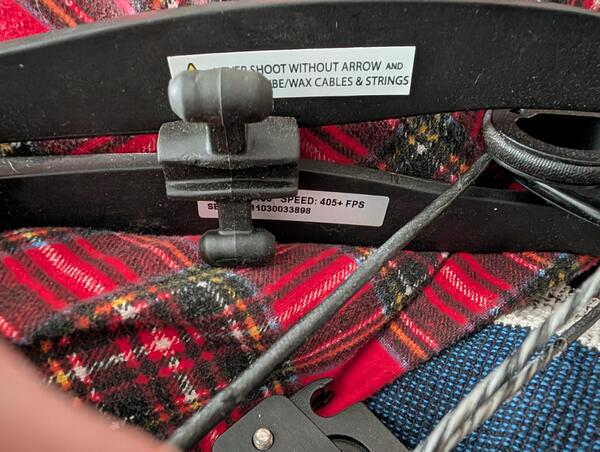 SHOOT WITHOUT ARROW AND
WAX CABLES & STRINGS
SPEED: 405+ FPS
11030033898